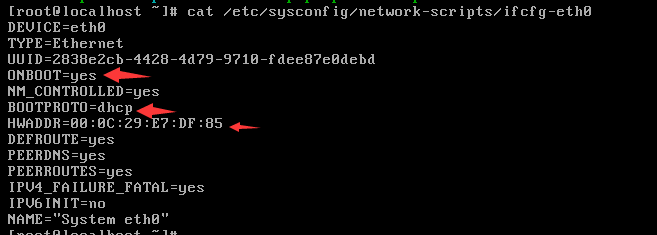 [root@localhost ~]# cat /etc/sysconfig/network-scripts/ifcfg-eth0
DEVICE=eth0
TYPE=Ethernet
UUID=2838e2cb-4428-4d79-9710-fdee87e0debd
ONBOOT=yes
NM_CONTROLLED=yes
BOOTPROTO=dhcp
HWADDR=00:0C:29:E7:DF:85
DEFROUTE=yes
PEERDNS=yes
PEERROUTES=yes
IPV4_FAILURE_FATAL=yes
IPV6INIT=no
NAME="System eth0"
[root@localhost ~]#